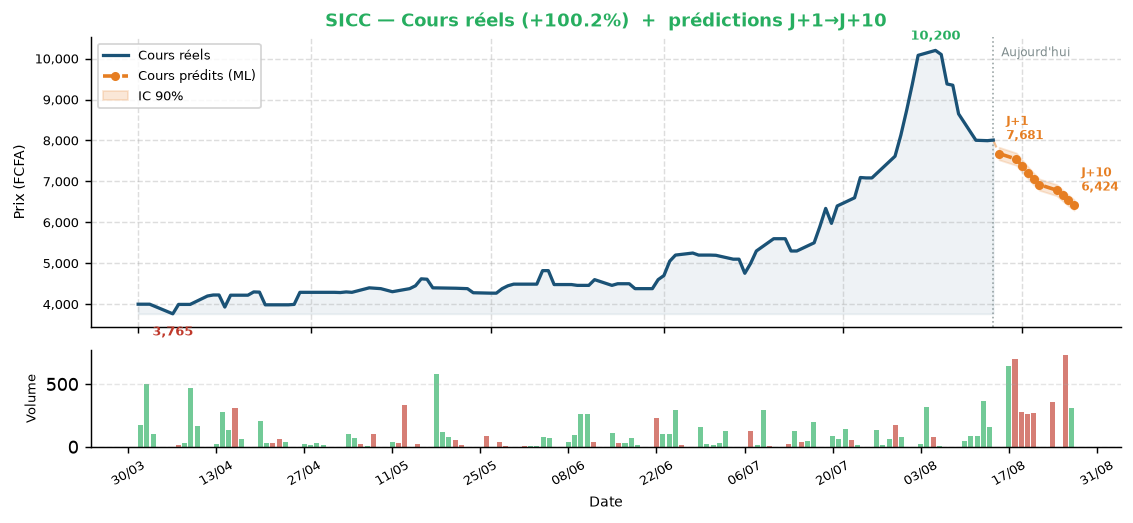 SICC — Cours réels (+100.2%) + prédictions J+1→J+10
10,200
Aujourd'hui
Cours réels
Cours prédits (ML)
IC 90%
10,000
9,000
8,000
7,000
6,000
5,000
4,000
Prix (FCFA)
J+1
7,681
J+10
6,424
3,765
500
0
Volume
30/03
13/04
27/04
11/05
25/05
08/06
22/06
06/07
20/07
03/08
17/08
31/08
Date